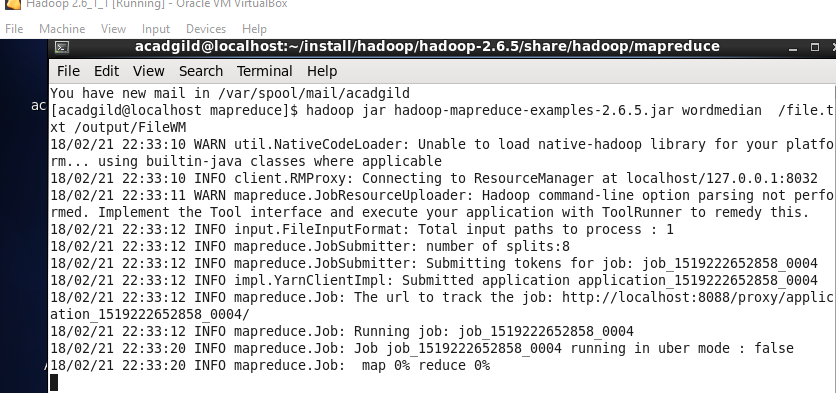 Hadoop 2.6_1_1 [Running] - Oracle VM VirtualBox
File Machine View Input Devices Help
acadgild@localhost:~/install/hadoop/hadoop-2.6.5/share/hadoop/mapreduce
ac
File Edit View Search Terminal Help
You have new mail in /var/spool/mail/acadgild
[acadgild@localhost mapreduce]$ hadoop jar hadoop-mapreduce-examples-2.6.5.jar wordmedian  /file.t
xt /output/FileWM
18/02/21 22:33:10 WARN util.NativeCodeLoader: Unable to load native-hadoop library for your platfo
rm... using builtin-java classes where applicable
18/02/21 22:33:10 INFO client.RMProxy: Connecting to ResourceManager at localhost/127.0.0.1:8032
18/02/21 22:33:11 WARN mapreduce.JobResourceUploader: Hadoop command-line option parsing not perfo
rmed. Implement the Tool interface and execute your application with ToolRunner to remedy this.
18/02/21 22:33:12 INFO input.FileInputFormat: Total input paths to process : 1
18/02/21 22:33:12 INFO mapreduce.JobSubmitter: number of splits:8
18/02/21 22:33:12 INFO mapreduce.JobSubmitter: Submitting tokens for job: job_1519222652858_0004
18/02/21 22:33:12 INFO impl.YarnClientImpl: Submitted application application_1519222652858_0004
18/02/21 22:33:12 INFO mapreduce.Job: The url to track the job: http://localhost:8088/proxy/applic
ation_1519222652858_0004/
18/02/21 22:33:12 INFO mapreduce.Job: Running job: job_1519222652858_0004
18/02/21 22:33:20 INFO mapreduce.Job: Job job_1519222652858_0004 running in uber mode : false
18/02/21 22:33:20 INFO mapreduce.Job:  map 0% reduce 0%